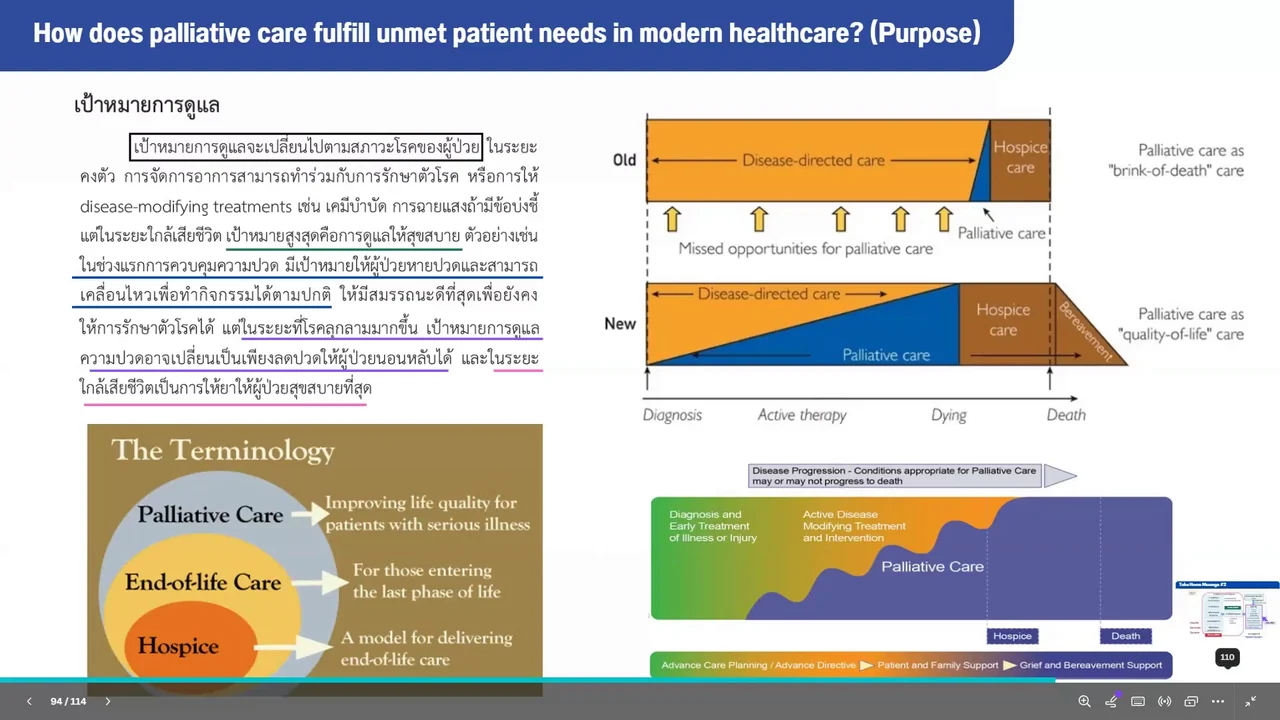 How does palliative care fulfill unmet patient needs in modern healthcare? (Purpose)
เป้าหมายการดูแล
เป้าหมายการดูแลจะเปลี่ยนไปตามสภาวะโรคของผู้ป่วย ในระยะ
คงตัว การจัดการอาการสามารถทำร่วมกับการรักษาตัวโรค หรือการให้
disease-modifying treatments เช่น เคมีบำบัด การฉายแสงถ้ามีข้อบ่งชี้
แต่ในระยะใกล้เสียชีวิต เป้าหมายสูงสุดคือการดูแลให้สุขสบาย ตัวอย่างเช่น
ในช่วงแรกการควบคุมความปวด มีเป้าหมายให้ผู้ป่วยหายปวดและสามารถ
เคลื่อนไหวเพื่อทำกิจกรรมได้ตามปกติ ให้มีสมรรถนะดีที่สุดเพื่อยังคง
ให้การรักษาตัวโรคได้ แต่ในระยะที่โรคลุกลามมากขึ้น เป้าหมายการดูแล
ความปวดอาจเปลี่ยนเป็นเพียงลดปวดให้ผู้ป่วยนอนหลับได้ และในระยะ
ใกล้เสียชีวิตเป็นการให้ยาให้ผู้ป่วยสุขสบายที่สุด
The Terminology
Palliative Care
Improving life quality for
patients with serious illness
End-of-life Care
For those entering
the last phase of life
Hospice
A model for delivering
end-of-life care
Old
Disease-directed care
Hospice
care
Palliative care as
"brink-of-death" care
Missed opportunities for palliative care
Palliative care
New
Disease-directed care
Palliative care
Hospice
care
Bereavement
Palliative care as
"quality-of-life" care
Diagnosis
Active therapy
Dying
Death
Disease Progression - Conditions appropriate for Palliative Care
may or may not progress to death
Diagnosis and
Early Treatment
of Illness or Injury
Active Disease
Modifying Treatment
and Intervention
Palliative Care
Hospice
Death
Advance Care Planning / Advance Directive
Patient and Family Support
Grief and Bereavement Support
Take Home Message #2
110
94 / 114